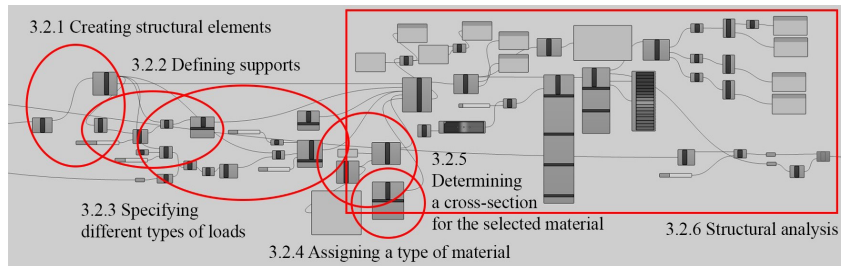 3.2.1 Creating structural elements
3.2.2 Defining supports
3.2.3 Specifying
different types of loads
3.2.4 Assigning a type of material
3.2.5
Determining
a cross-section
for the selected material
3.2.6 Structural analysis